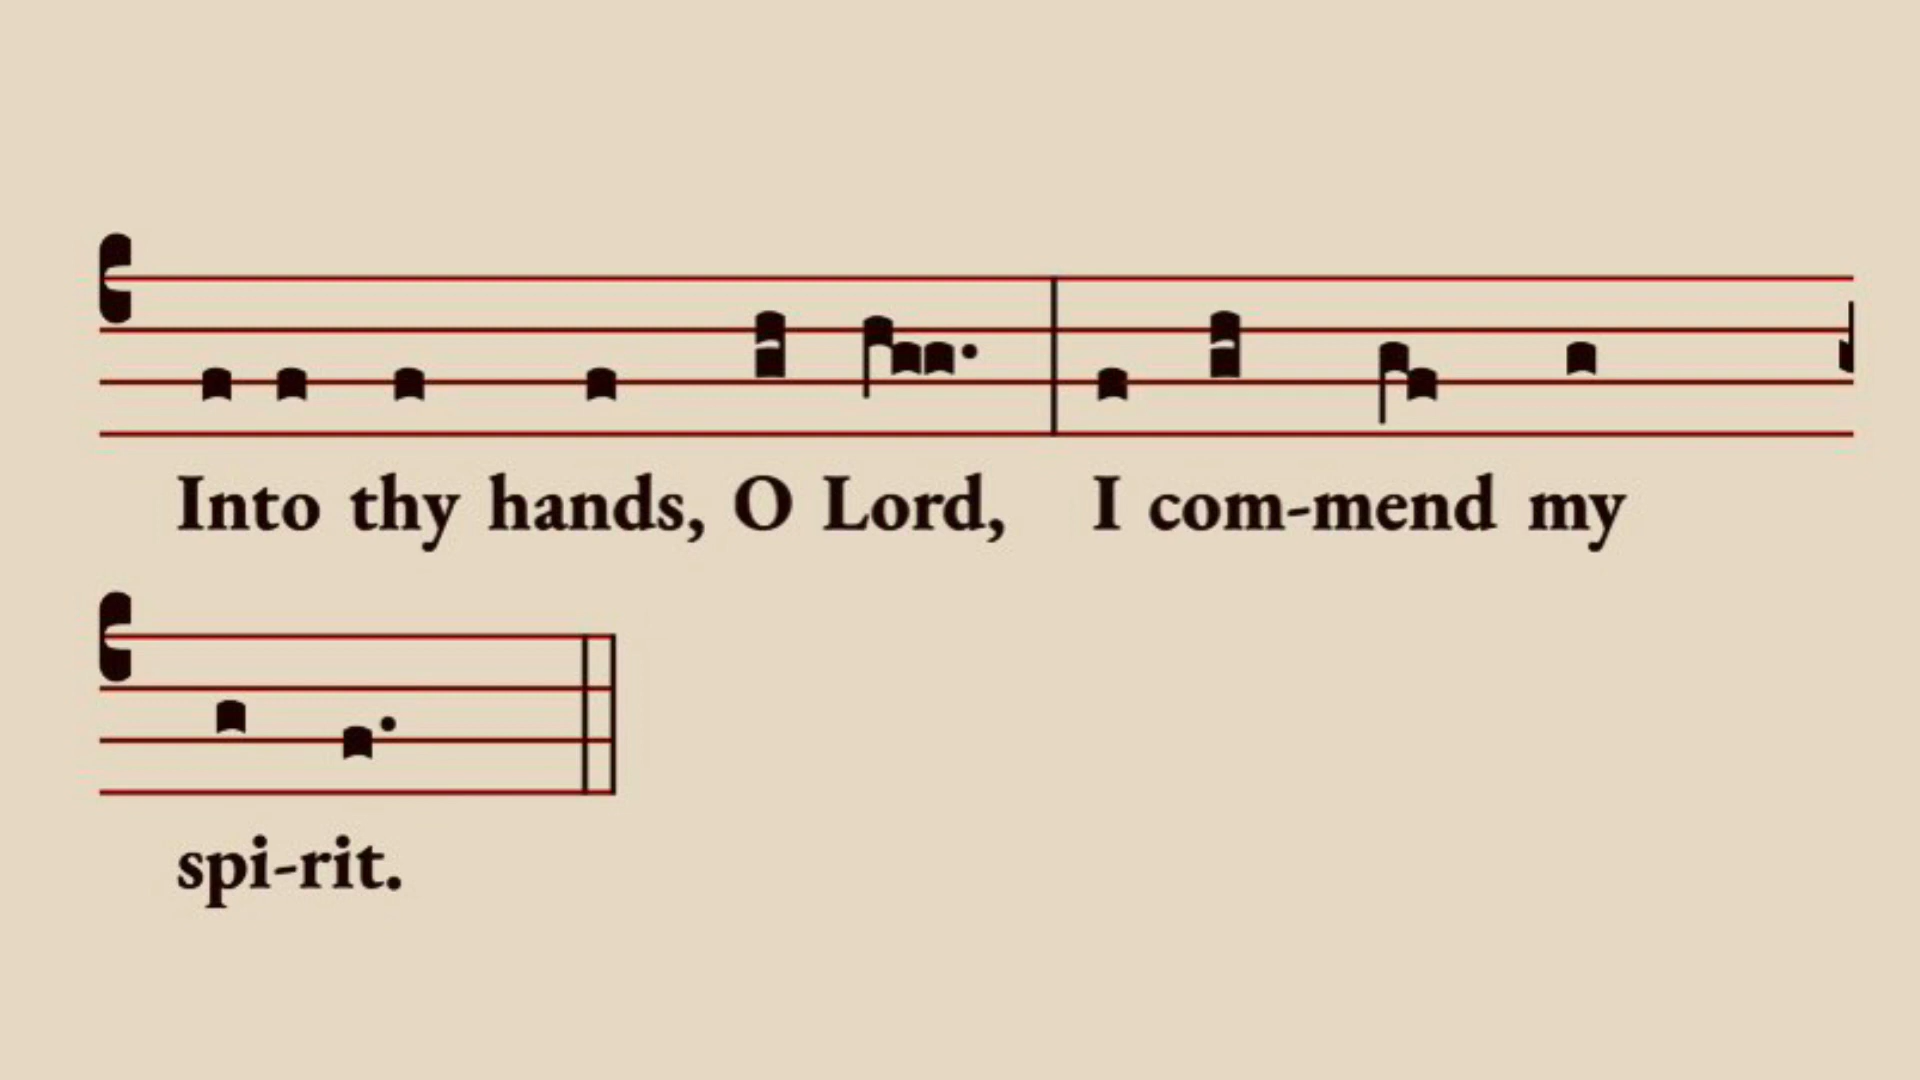 Into thy hands, O Lord, I com-mend my
spi-rit.